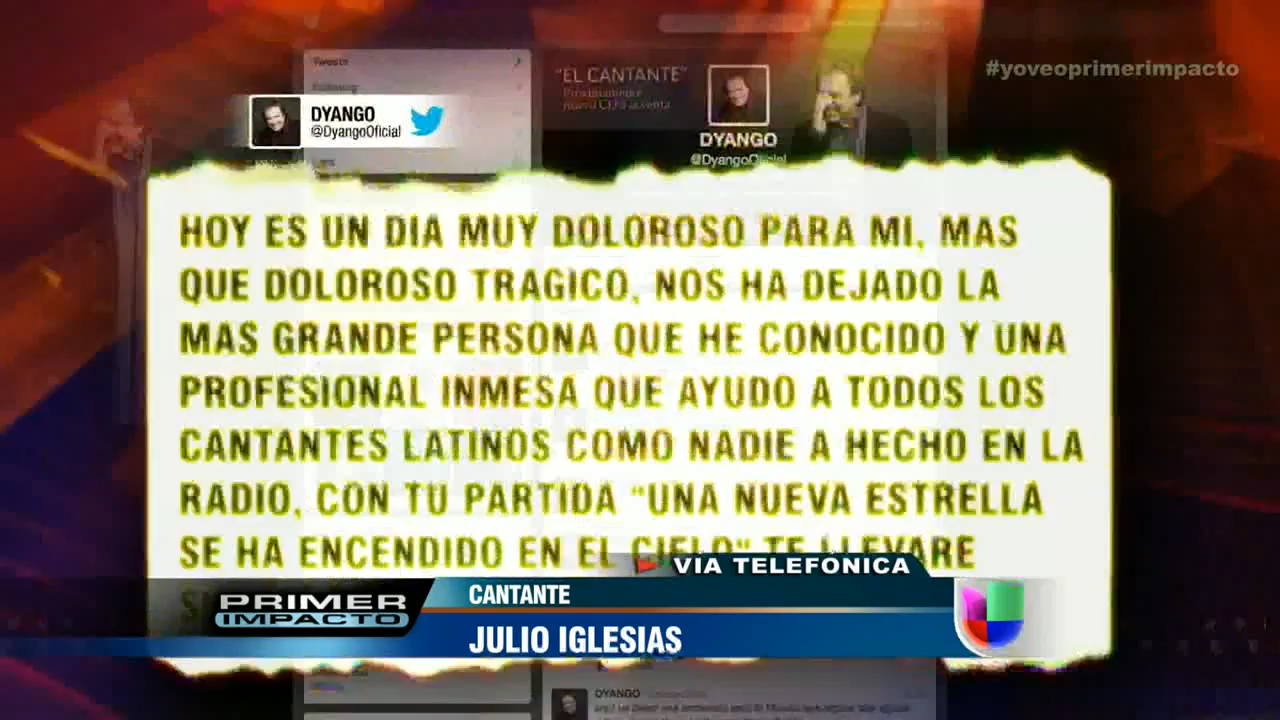 Tweets
#yoveoprimerimpacto
"EL CANTANTE"
DYANGO
@DyangoOficial
DYANGO
HOY ES UN DIA MUY DOLOROSO PARA MI, MAS
QUE DOLOROSO TRAGICO, NOS HA DEJADO LA
MAS GRANDE PERSONA QUE HE CONOCIDO Y UNA
PROFESIONAL INMESA QUE AYUDO A TODOS LOS
CANTANTES LATINOS COMO NADIE A HECHO EN LA
RADIO, CON TU PARTIDA "UNA NUEVA ESTRELLA
SE HA ENCENDIDO EN EL CIELO" TE LLEVARE
VÍA TELEFÓNICA
PRIMER
IMPACTO
CANTANTE
JULIO IGLESIAS
DYANGO